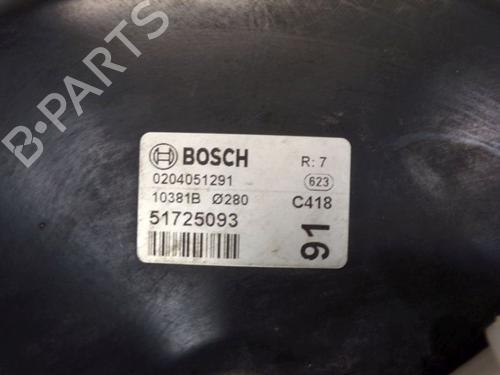 B-PARTS
BOSCH R: 7
0204051291 623
10381B Ø280 C418
51725093
91